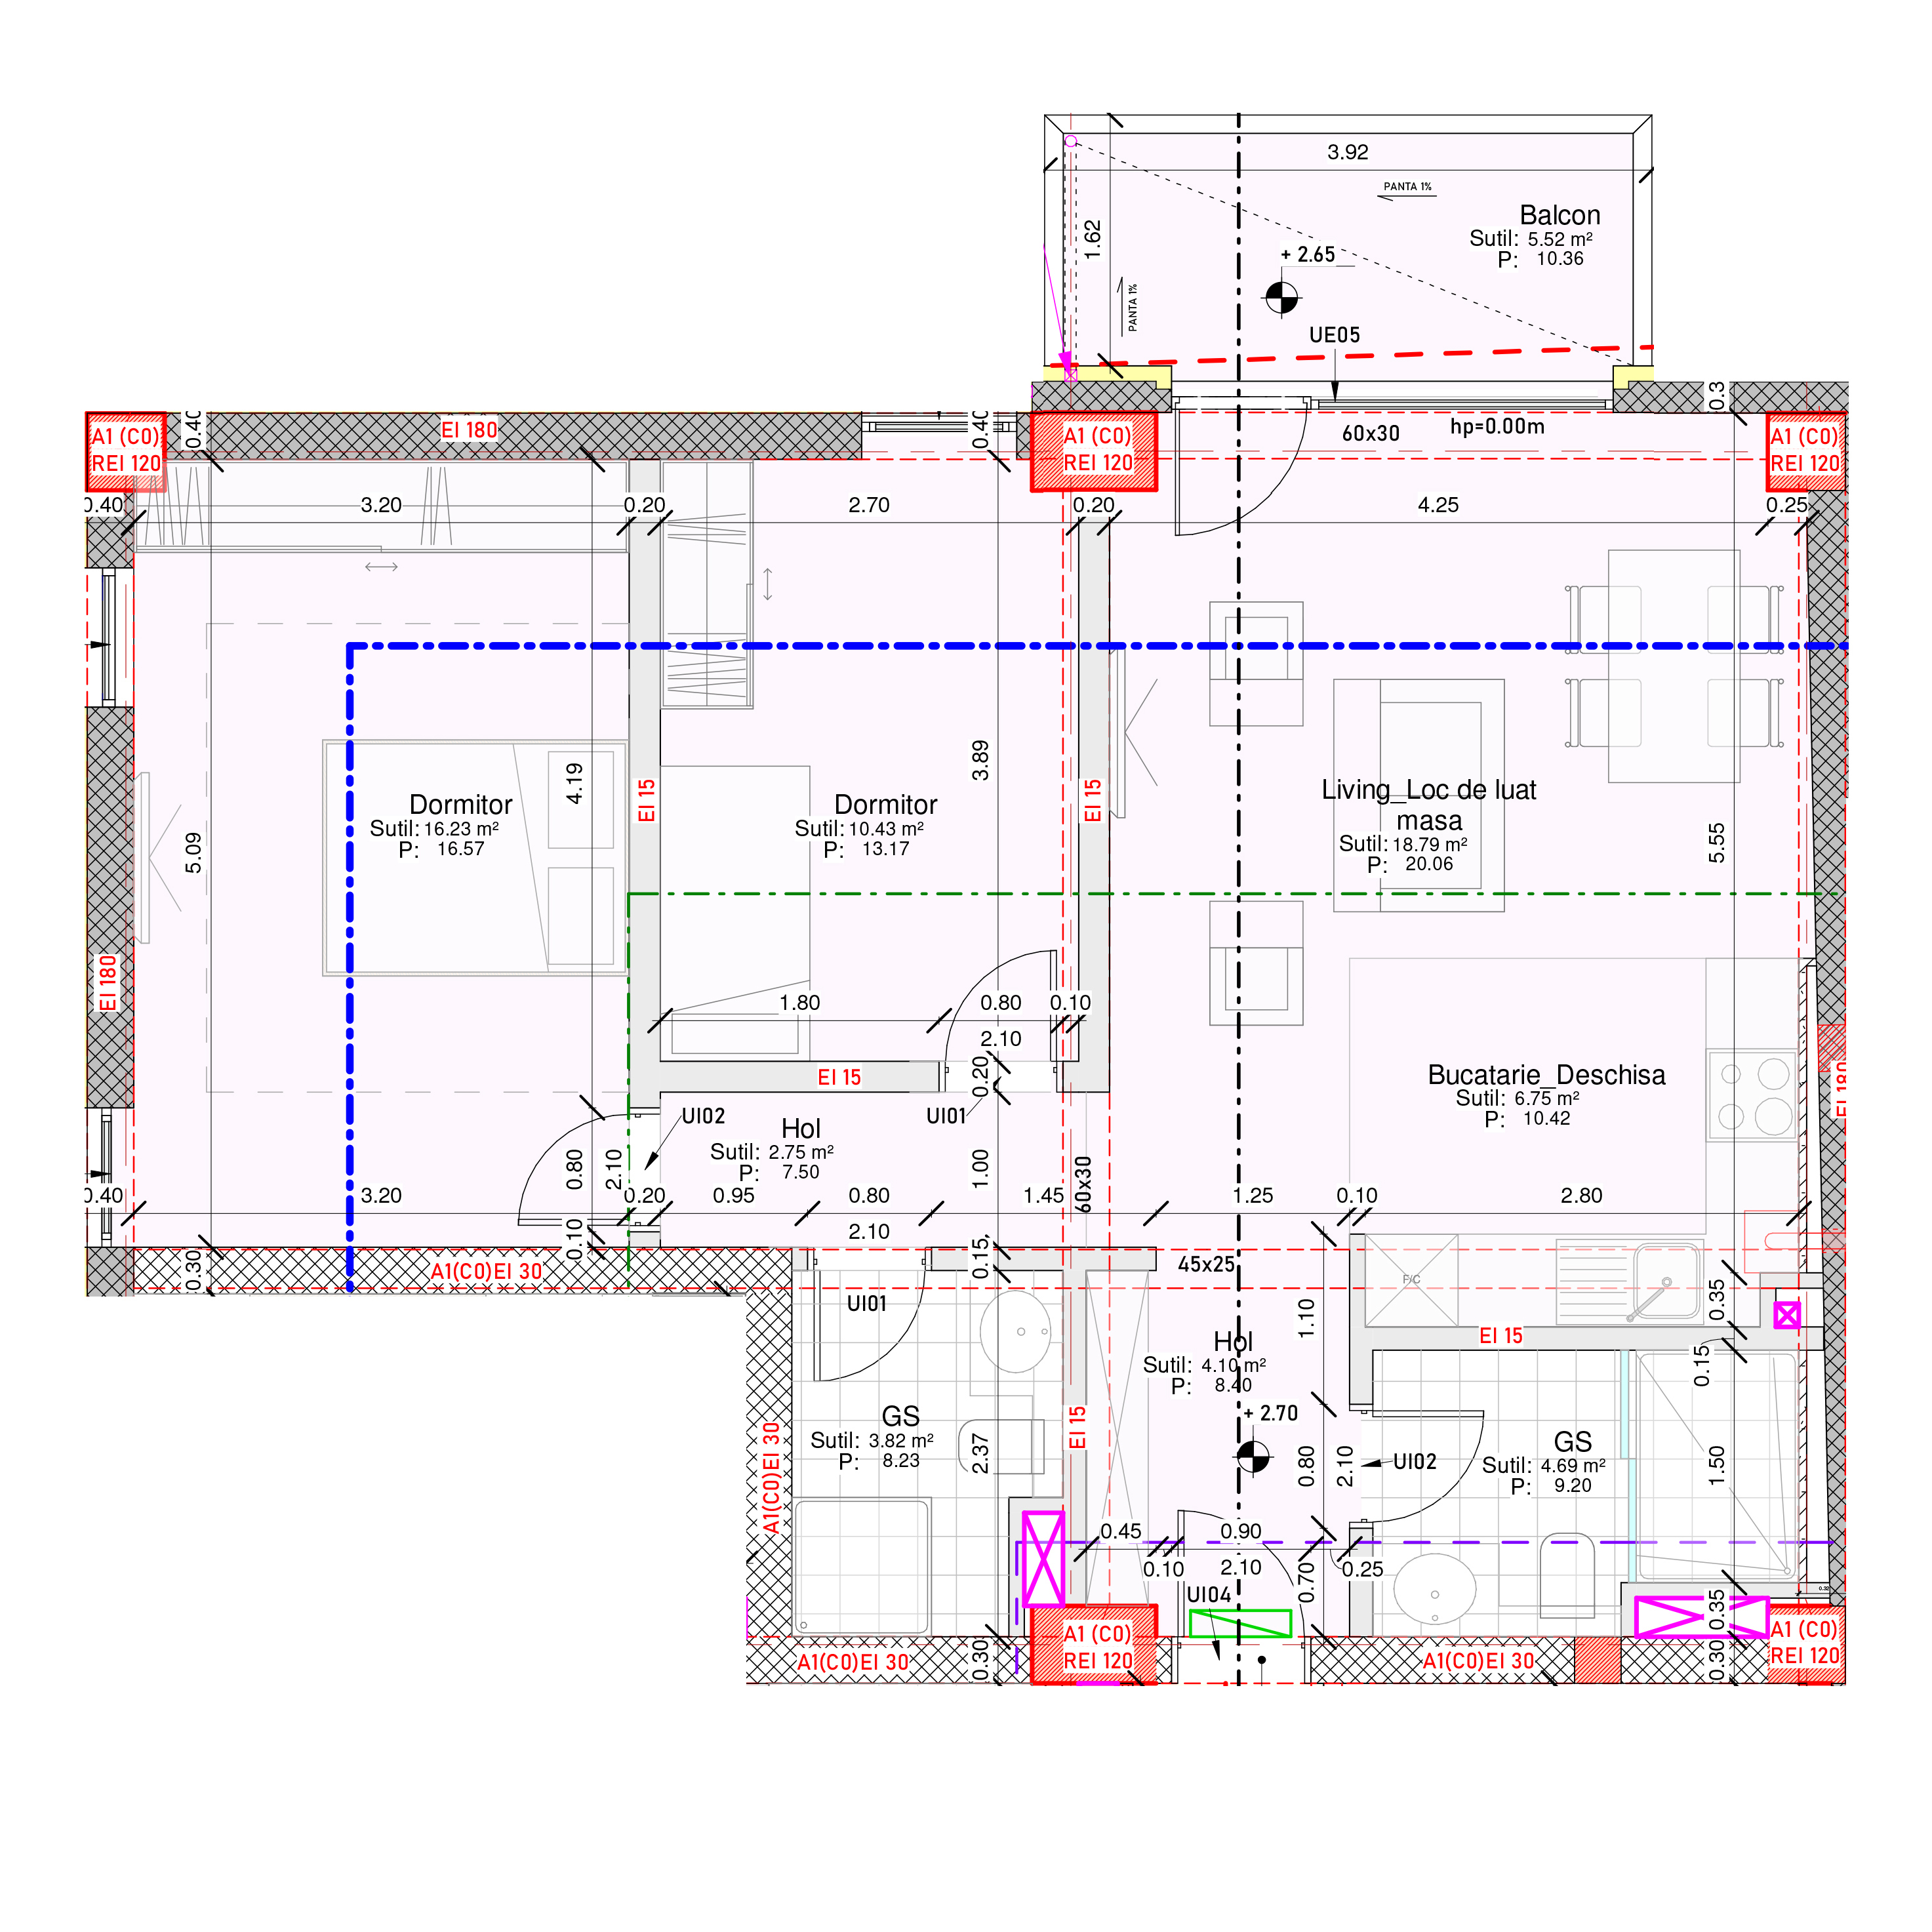 3.92
PANTA 1%
Balcon
Sutil: 5.52 m²
P: 10.36
1.62
+ 2.65
PANTA 1%
UE05
0.3
A1 (C0)
REI 120
0.40
EI 180
0.40
A1 (C0)
REI 120
60x30
hp=0.00m
A1 (C0)
REI 120
0.40
3.20
0.20
2.70
0.20
4.25
0.25
5.09
4.19
EI 15
3.89
EI 15
5.55
Dormitor
Sutil: 16.23 m²
P: 16.57
Dormitor
Sutil: 10.43 m²
P: 13.17
Living_Loc de luat
masa
Sutil: 18.79 m²
P: 20.06
EI 180
1.80
0.80
0.10
2.10
0.20
EI 15
Bucatarie_Deschisa
Sutil: 6.75 m²
P: 10.42
EI 180
UI02
UI01
Hol
Sutil: 2.75 m²
P: 7.50
0.80
2.10
1.00
60x30
0.40
3.20
0.20
0.95
0.80
1.45
1.25
0.10
2.80
2.10
0.10
0.15
0.30
A1(C0)EI 30
45x25
F/C
0.35
UI01
1.10
EI 15
Hol
Sutil: 4.10 m²
P: 8.40
0.15
+ 2.70
GS
Sutil: 3.82 m²
P: 8.23
A1(C0)EI 30
2.37
EI 15
0.80
2.10
UI02
GS
Sutil: 4.69 m²
P: 9.20
1.50
0.45
0.90
0.10
2.10
0.70
0.25
UI04
0.35
A1(C0)EI 30
0.30
A1 (C0)
REI 120
A1(C0)EI 30
0.30
A1 (C0)
REI 120